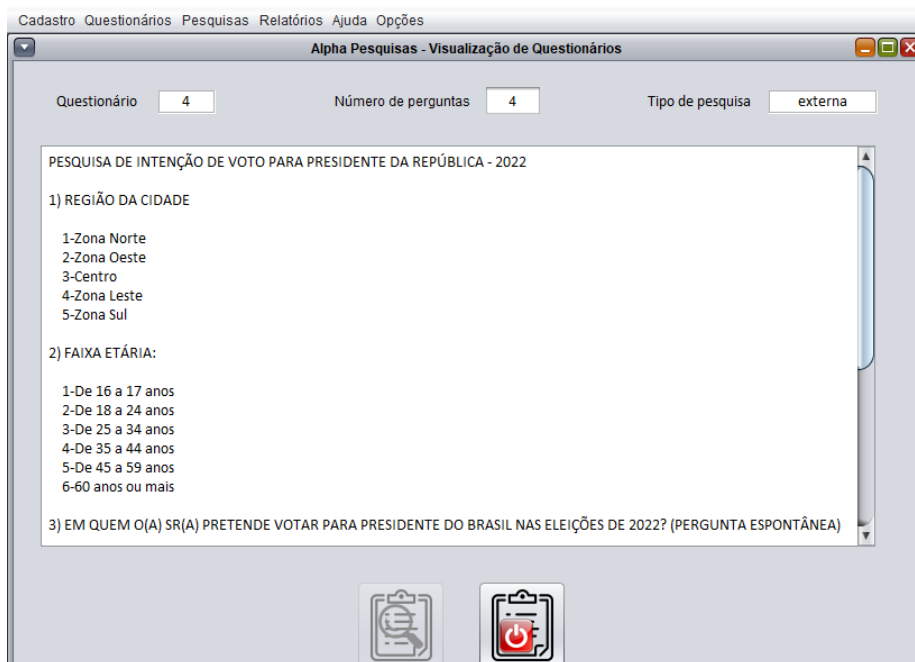 Cadastro Questionários Pesquisas Relatórios Ajuda Opções
Alpha Pesquisas - Visualização de Questionários
Questionário 4 Número de perguntas 4 Tipo de pesquisa externa
PESQUISA DE INTENÇÃO DE VOTO PARA PRESIDENTE DA REPÚBLICA - 2022
1) REGIÃO DA CIDADE
1-Zona Norte
2-Zona Oeste
3-Centro
4-Zona Leste
5-Zona Sul
2) FAIXA ETÁRIA:
1-De 16 a 17 anos
2-De 18 a 24 anos
3-De 25 a 34 anos
4-De 35 a 44 anos
5-De 45 a 59 anos
6-60 anos ou mais
3) EM QUEM O(A) SR(A) PRETENDE VOTAR PARA PRESIDENTE DO BRASIL NAS ELEIÇÕES DE 2022? (PERGUNTA ESPONTÂNEA)